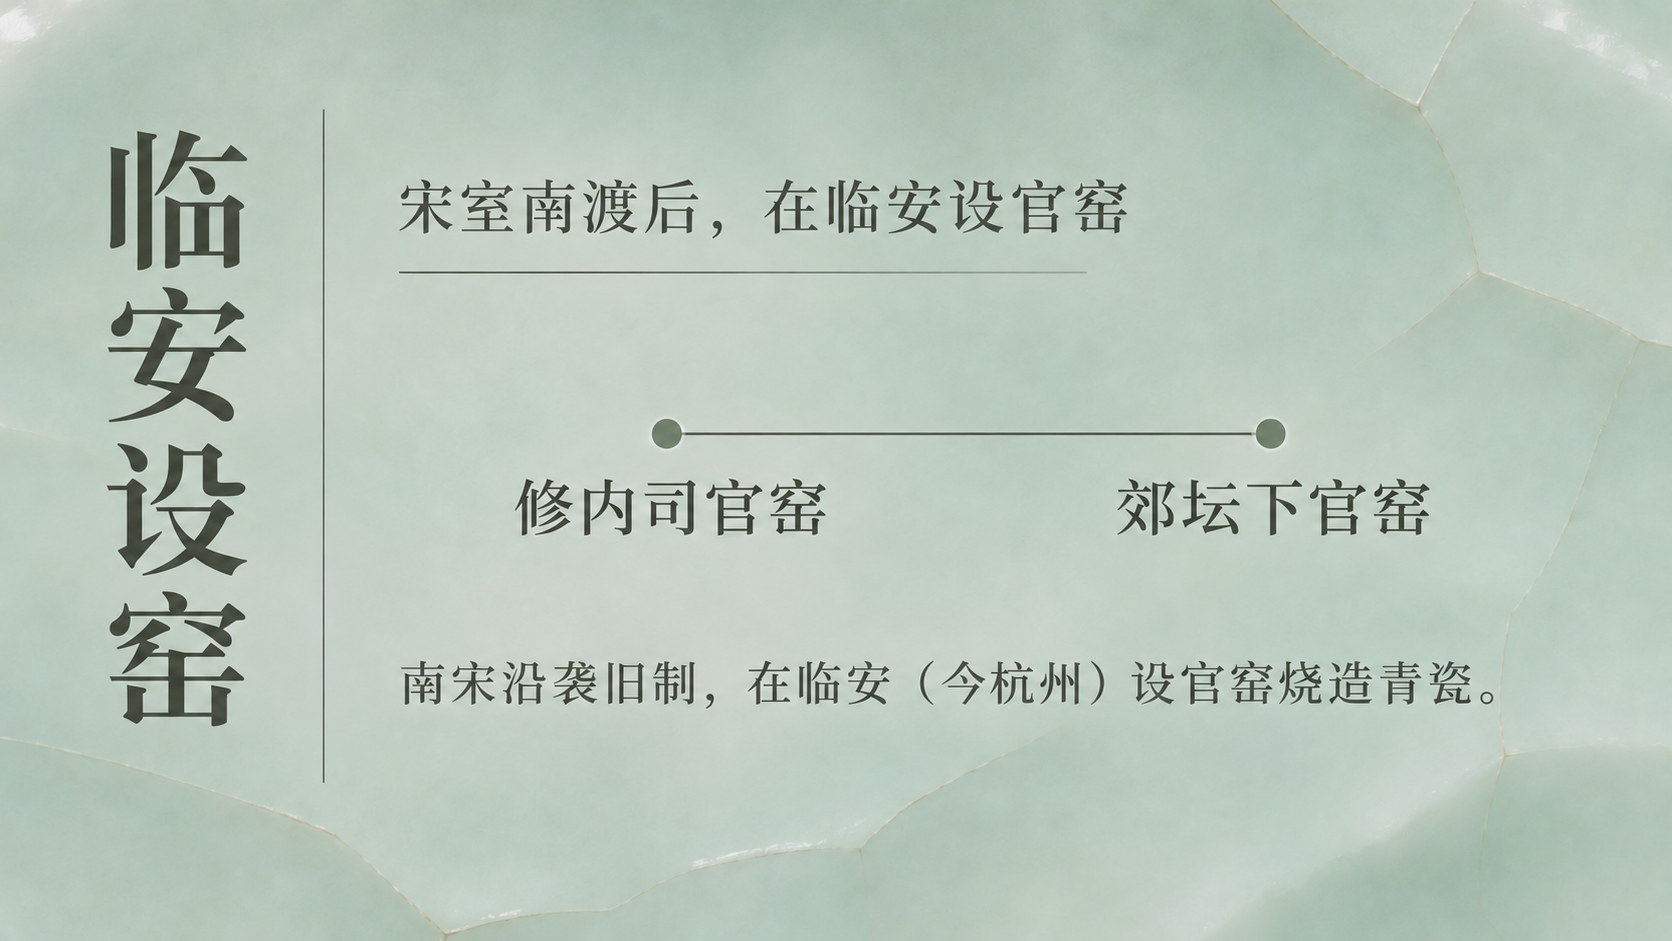 临安设窑
宋室南渡后，在临安设官窑
修内司官窑
郊坛下官窑
南宋沿袭旧制，在临安（今杭州）设官窑烧造青瓷。